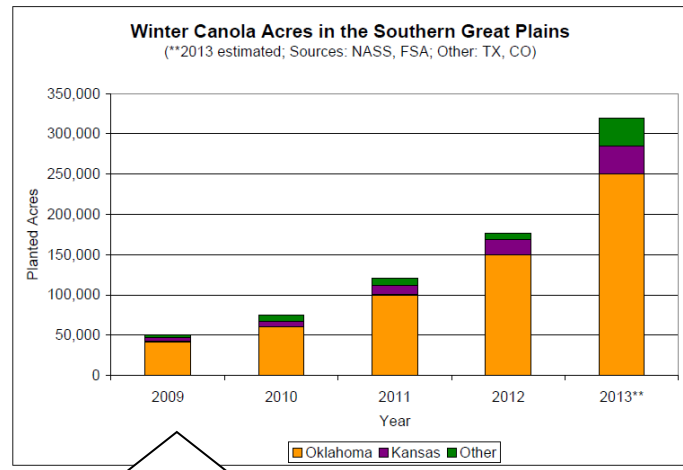 Winter Canola Acres in the Southern Great Plains
(**2013 estimated; Sources: NASS, FSA; Other: TX, CO)
350,000
300,000
250,000
200,000
150,000
100,000
50,000
0
Planted Acres
2009 2010 2011 2012 2013**
Year
Oklahoma Kansas Other